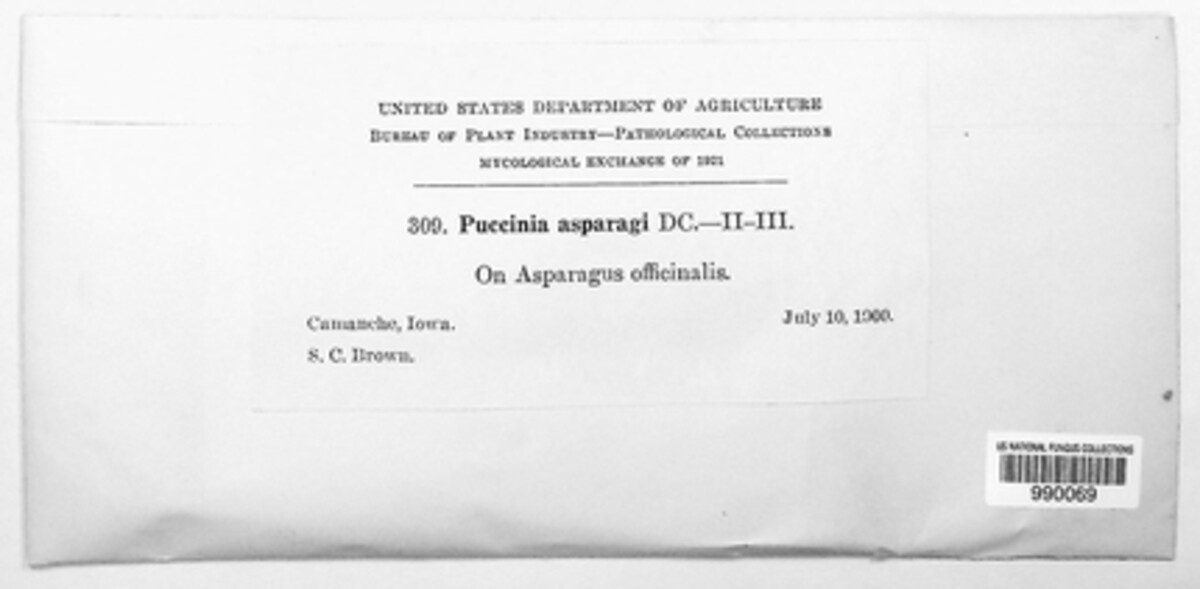 UNITED STATES DEPARTMENT OF AGRICULTURE
BUREAU OF PLANT INDUSTRY—PATHOLOGICAL COLLECTIONS
MYCOLOGICAL EXCHANGE OF 1921
309. Puccinia asparagi DC.—II–III.
On Asparagus officinalis.
Camanche, Iowa.
July 10, 1900.
S. C. Brown.
US NATIONAL FUNGUS COLLECTIONS
990069